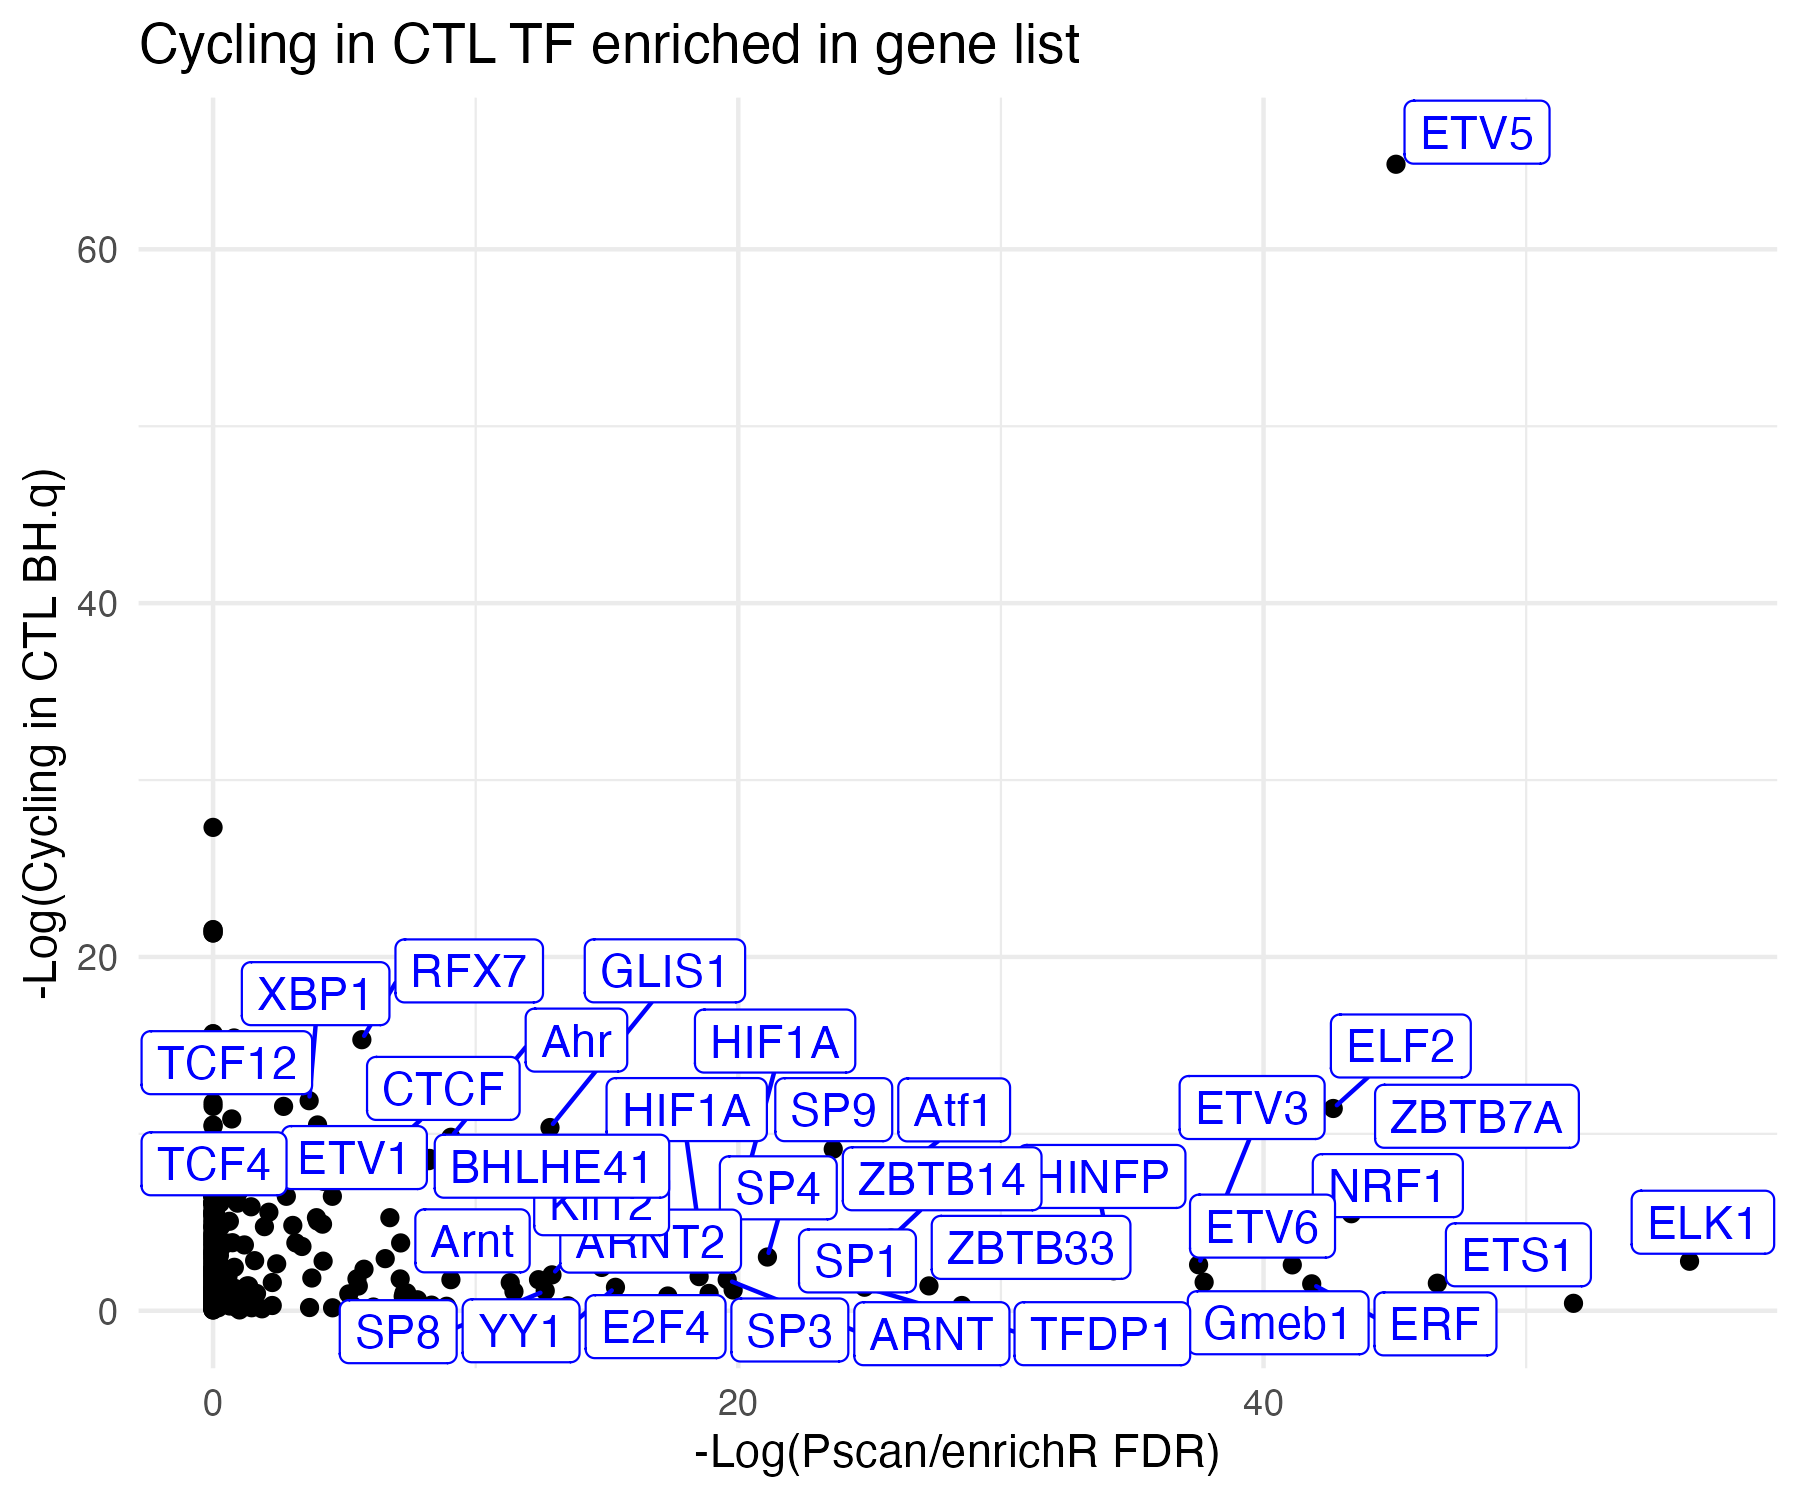 Cycling in CTL TF enriched in gene list
ETV5
60
-Log(Cycling in CTL BH.q)
40
20
RFX7
GLIS1
XBP1
Ahr
HIF1A
ELF2
TCF12
CTCF
HIF1A
SP9
Atf1
ETV3
ZBTB7A
TCF4
ETV1
BHLHE41
SP4
ZBTB14
HINFP
NRF1
ETV6
ELK1
Arnt
ARNT2
SP1
ZBTB33
ETS1
0
SP8
YY1
E2F4
SP3
ARNT
TFDP1
Gmeb1
ERF
0
20
40
-Log(Pscan/enrichR FDR)